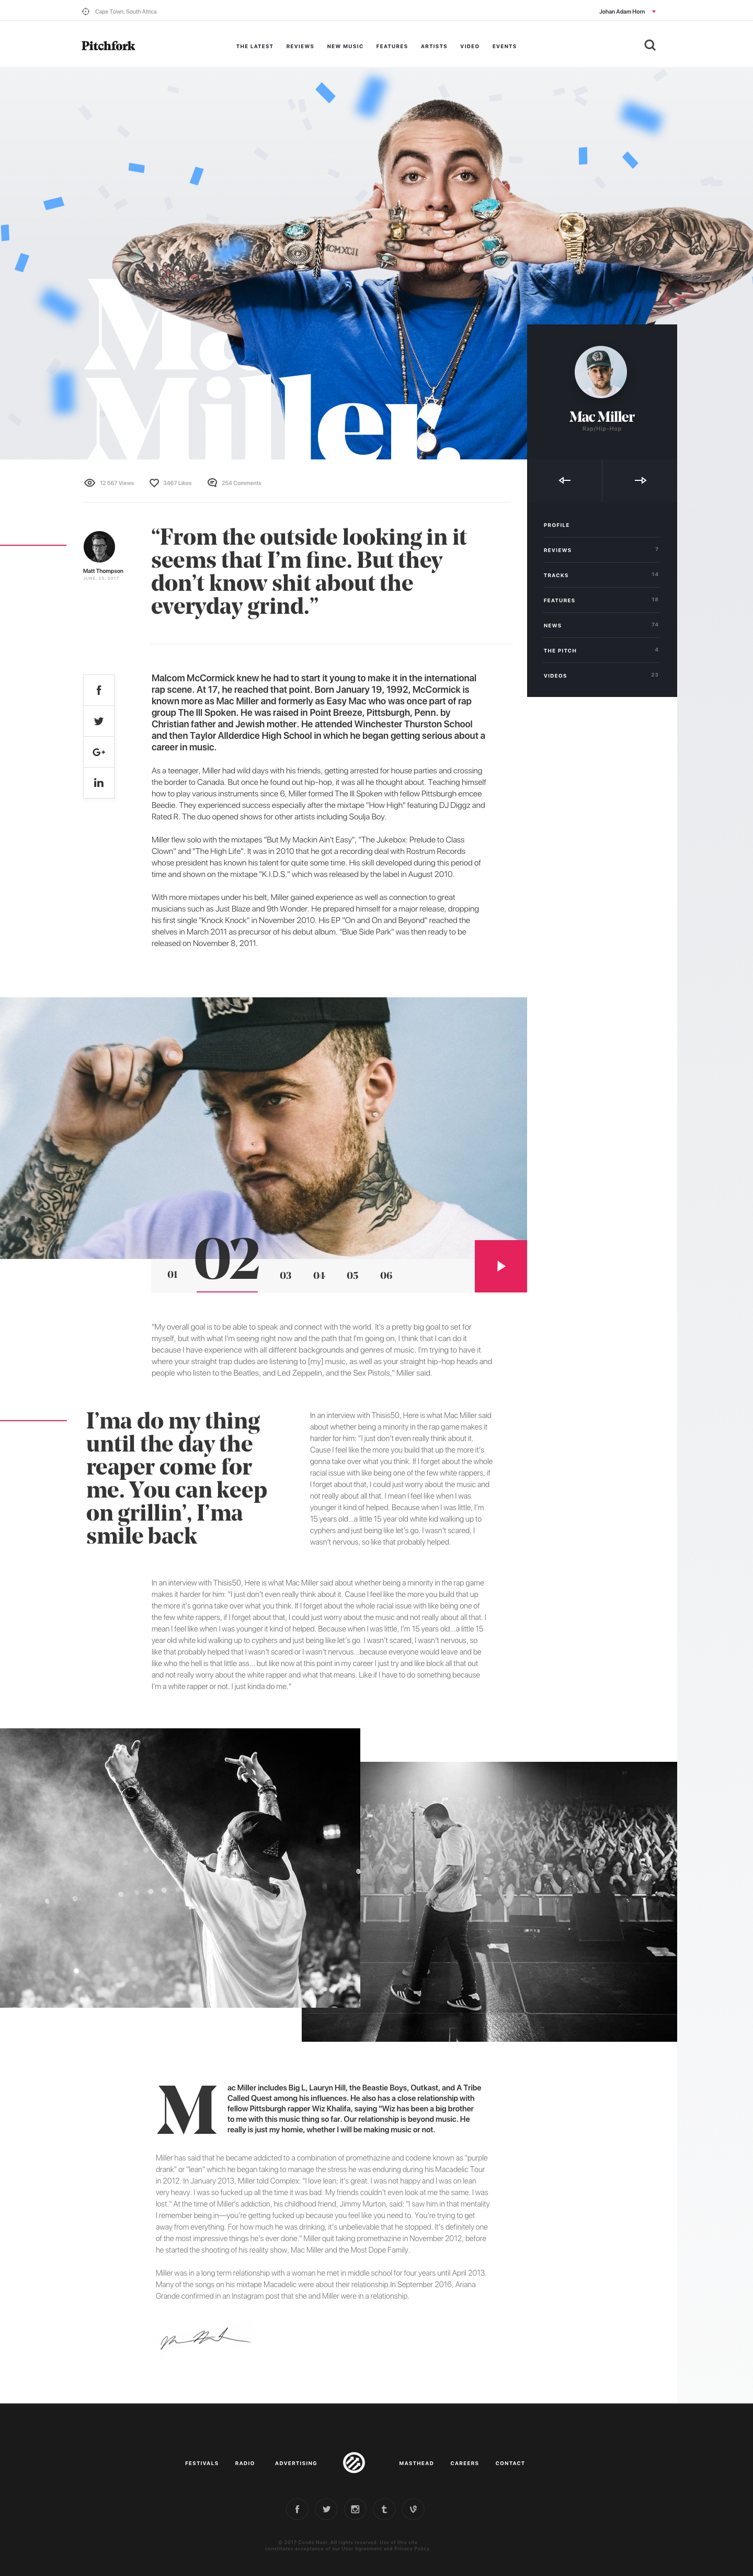 Cape Town, South Africa
Johan Adam Horn
Pitchfork
THE LATEST REVIEWS NEW MUSIC FEATURES ARTISTS VIDEO EVENTS
MCMXCII
Mac
Miller.
Mac Miller
Rap/Hip-Hop
12 567 Views 3467 Likes 254 Comments
PROFILE
REVIEWS 7
TRACKS 14
FEATURES 18
NEWS 74
THE PITCH 4
VIDEOS 23
Matt Thompson
JUNE, 23, 2017
“From the outside looking in it
seems that I’m fine. But they
don’t know shit about the
everyday grind.”
Malcom McCormick knew he had to start it young to make it in the international
rap scene. At 17, he reached that point. Born January 19, 1992, McCormick is
known more as Mac Miller and formerly as Easy Mac who was once part of rap
group The Ill Spoken. He was raised in Point Breeze, Pittsburgh, Penn. by
Christian father and Jewish mother. He attended Winchester Thurston School
and then Taylor Allderdice High School in which he began getting serious about a
career in music.
As a teenager, Miller had wild days with his friends, getting arrested for house parties and crossing
the border to Canada. But once he found out hip-hop, it was all he thought about. Teaching himself
how to play various instruments since 6, Miller formed The Ill Spoken with fellow Pittsburgh emcee
Beedie. They experienced success especially after the mixtape "How High" featuring DJ Diggz and
Rated R. The duo opened shows for other artists including Soulja Boy.
Miller flew solo with the mixtapes "But My Mackin Ain't Easy", "The Jukebox: Prelude to Class
Clown" and "The High Life". It was in 2010 that he got a recording deal with Rostrum Records
whose president has known his talent for quite some time. His skill developed during this period of
time and shown on the mixtape "K.I.D.S." which was released by the label in August 2010.
With more mixtapes under his belt, Miller gained experience as well as connection to great
musicians such as Just Blaze and 9th Wonder. He prepared himself for a major release, dropping
his first single "Knock Knock" in November 2010. His EP "On and On and Beyond" reached the
shelves in March 2011 as precursor of his debut album. "Blue Side Park" was then ready to be
released on November 8, 2011.
01 02 03 04 05 06
"My overall goal is to be able to speak and connect with the world. It's a pretty big goal to set for
myself, but with what I'm seeing right now and the path that I'm going on, I think that I can do it
because I have experience with all different backgrounds and genres of music. I'm trying to have it
where your straight trap dudes are listening to [my] music, as well as your straight hip-hop heads and
people who listen to the Beatles, and Led Zeppelin, and the Sex Pistols," Miller said.
I’ma do my thing
until the day the
reaper come for
me. You can keep
on grillin’, I’ma
smile back
In an interview with Thisis50, Here is what Mac Miller said
about whether being a minority in the rap game makes it
harder for him: “I just don’t even really think about it.
Cause I feel like the more you build that up the more it’s
gonna take over what you think. If I forget about the whole
racial issue with like being of the few white rappers, if
I forget about that, I could just worry about the music and
not really about all that. I mean I feel like when I was
younger it kind of helped. Because when I was little, I’m
15 years old…a little 15 year old white kid walking up to
cyphers and just being like let’s go. I wasn’t scared, I
wasn’t nervous, so like that probably helped.
In an interview with Thisis50, Here is what Mac Miller said about whether being a minority in the rap game
makes it harder for him: “I just don’t even really think about it. Cause I feel like the more you build that up
the more it’s gonna take over what you think. If I forget about the whole racial issue with like being one of
the few white rappers, if I forget about that, I could just worry about the music and not really about all that. I
mean I feel like when I was younger it kind of helped. Because when I was little, I’m 15 years old…a little 15
year old white kid walking up to cyphers and just being like let’s go. I wasn’t scared, I wasn’t nervous, so
like that probably helped that I wasn’t scared or I wasn’t nervous…because everyone would leave and be
like who the hell is that little ass… but like now at this point in my career I just try and like block all that out
and not really worry about the white rapper and what that means. Like if I have to do something because
I’m a white rapper or not. I just kinda do me.”
Mac Miller includes Big L, Lauryn Hill, the Beastie Boys, Outkast, and A Tribe
Called Quest among his influences. He also has a close relationship with
fellow Pittsburgh rapper Wiz Khalifa, saying "Wiz has been a big brother
to me with this music thing so far. Our relationship is beyond music. He
really is just my homie, whether I will be making music or not.
Miller has said that he became addicted to a combination of promethazine and codeine known as "purple
drank" or "lean" which he began taking to manage the stress he was enduring during his Macadelic Tour
in 2012. In January 2013, Miller told Complex: "I love lean; it's great. I was not happy and I was on lean
very heavy. I was so fucked up all the time it was bad. My friends couldn't even look at me the same. I was
lost." At the time of Miller's addiction, his childhood friend, Jimmy Murton, said: "I saw him in that mentality
I remember being in—you're getting fucked up because you feel like you need to. You're trying to get
away from everything. For how much he was drinking, it's unbelievable that he stopped. It's definitely one
of the most impressive things he's ever done." Miller quit taking promethazine in November 2012, before
he started the shooting of his reality show, Mac Miller and the Most Dope Family.
Miller was in a long term relationship with a woman he met in middle school for four years until April 2013.
Many of the songs on his mixtape Macadelic were about their relationship.In September 2016, Ariana
Grande confirmed in an Instagram post that she and Miller were in a relationship.
FESTIVALS RADIO ADVERTISING MASTHEAD CAREERS CONTACT
© 2017 Conde Nast. All rights reserved. Use of this site
constitutes acceptance of our User Agreement and Privacy Policy.